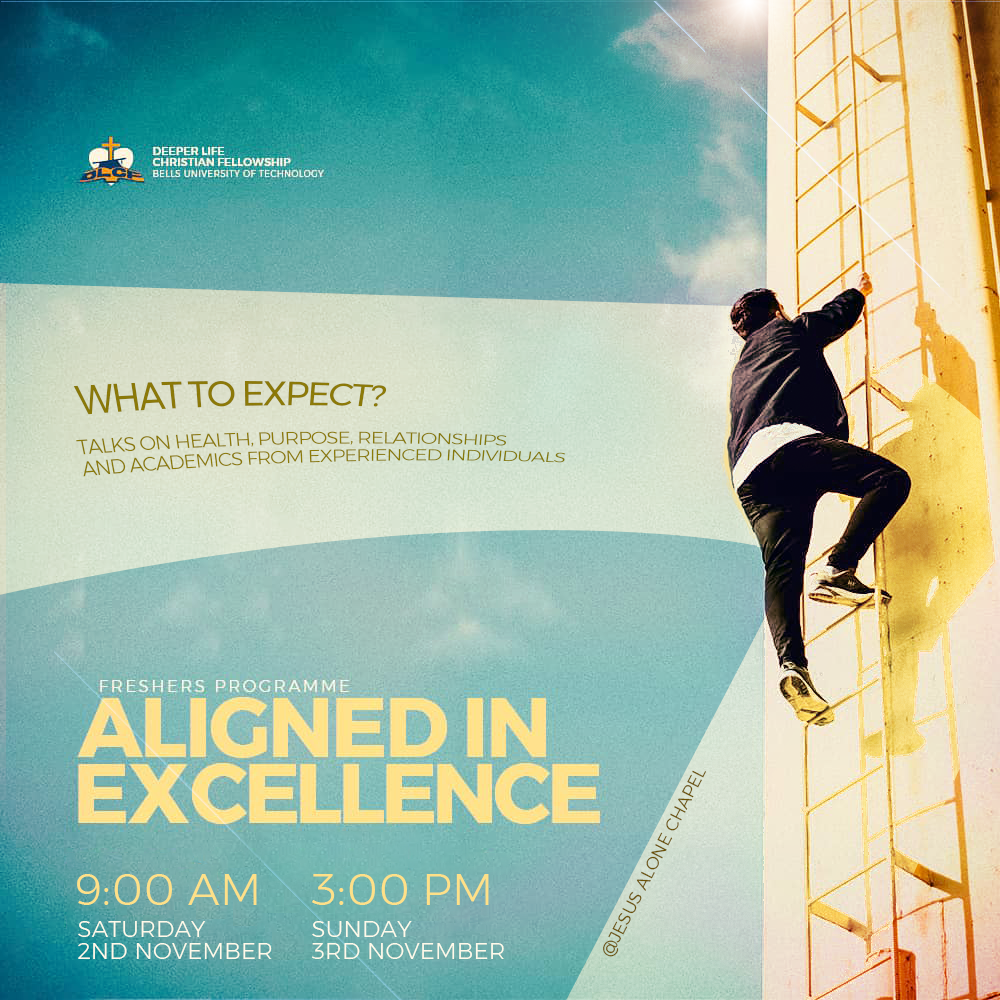 DEEPER LIFE
CHRISTIAN FELLOWSHIP
BELLS UNIVERSITY OF TECHNOLOGY
DLCF
WHAT TO EXPECT?
TALKS ON HEALTH, PURPOSE, RELATIONSHIPS
AND ACADEMICS FROM EXPERIENCED INDIVIDUALS
FRESHERS PROGRAMME
ALIGNED IN
EXCELLENCE
9:00 AM
SATURDAY
2ND NOVEMBER
3:00 PM
SUNDAY
3RD NOVEMBER
@JESUS ALONE CHAPEL